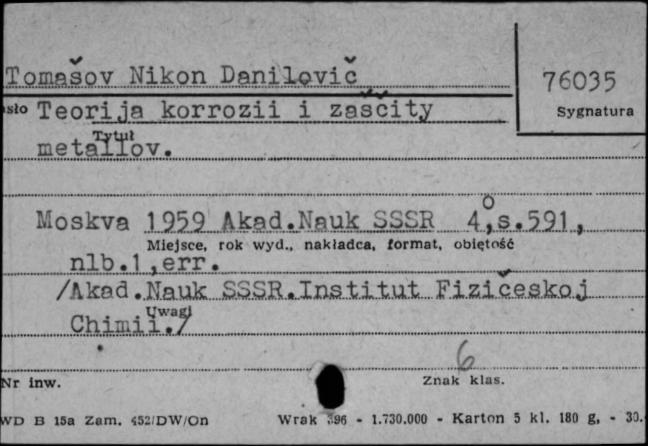 Tomašov Nikon Danilovič
76035
Sygnatura
sło Teorija korrozii i zaščity
Tytuł
metallov.
Moskva 1959 Akad.Nauk SSSR 4°,s.591,
Miejsce, rok wyd., nakładca, format, obiętość
nlb.1,err.
/Akad.Nauk SSSR.Institut Fizičeskoj
Uwagi
Chimii./
6
Nr inw.
Znak klas.
WD B 15a Zam. 452/DW/On
Wrak 396 - 1.730.000 - Karton 5 kl. 180 g, - 30.